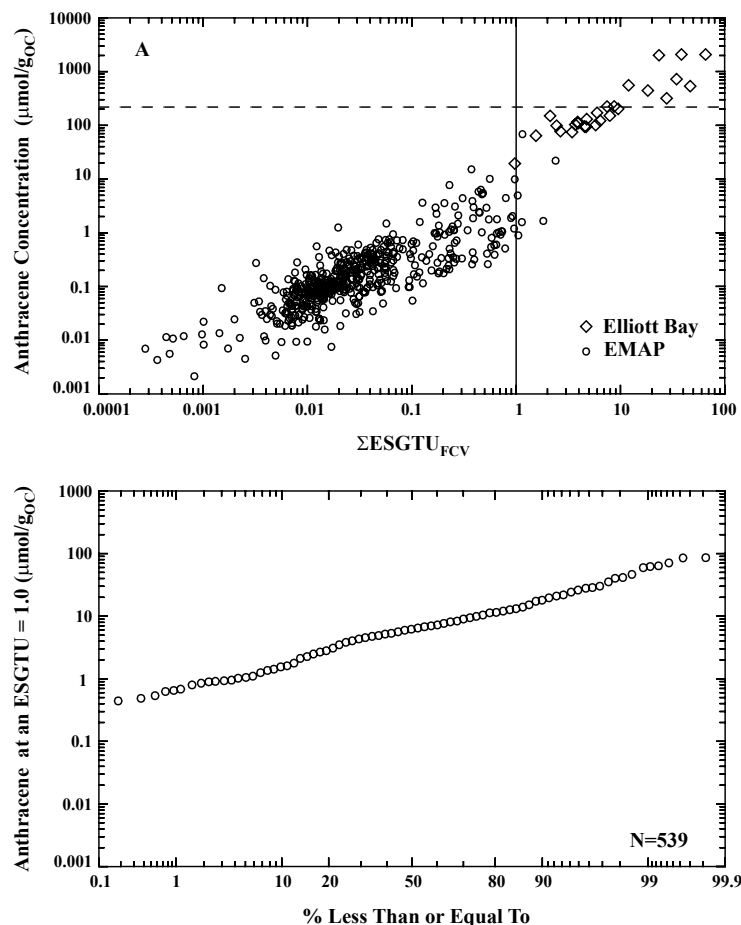 A
Anthracene Concentration (μmol/gOC)
10000
1000
100
10
1
0.1
0.01
0.001
Elliott Bay
EMAP
0.0001 0.001 0.01 0.1 1 10 100
ΣESGTUFCV
Anthracene at an ESGTU = 1.0 (μmol/gOC)
1000
100
10
1
0.1
0.01
0.001
N=539
0.1 1 10 20 50 80 90 99 99.9
% Less Than or Equal To